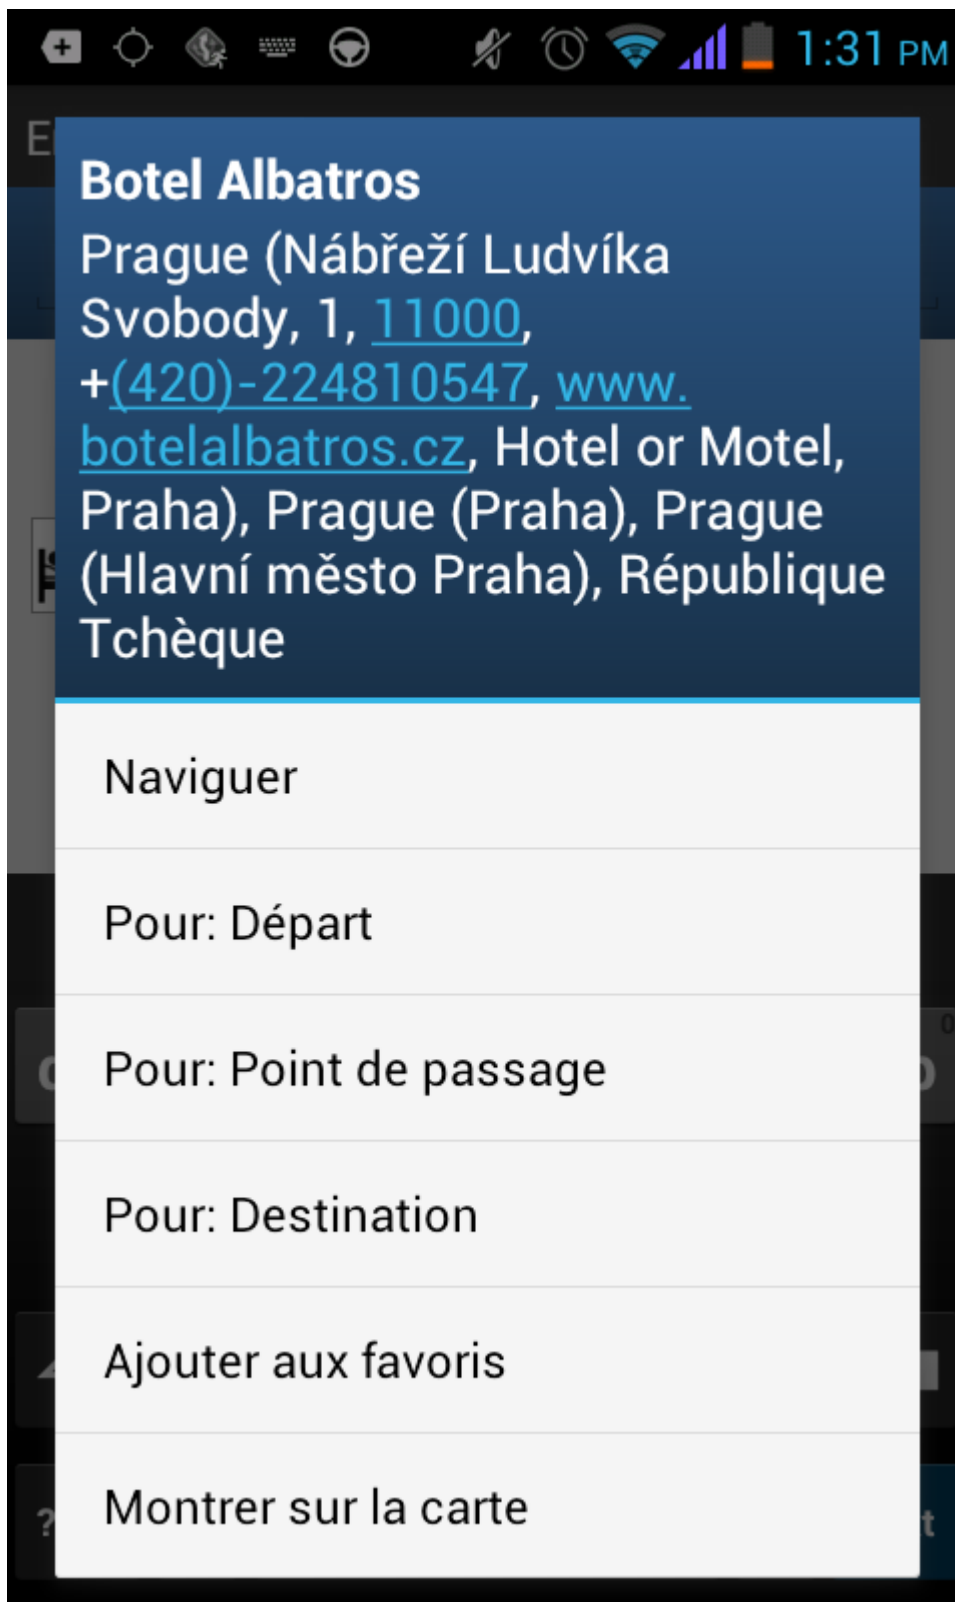 1:31 PM
E
Botel Albatros
Prague (Nábřeží Ludvíka
Svobody, 1, 11000,
+(420)-224810547, www.
botelalbatros.cz, Hotel or Motel,
Praha), Prague (Praha), Prague
(Hlavní město Praha), République
Tchèque
Naviguer
Pour: Départ
Pour: Point de passage
Pour: Destination
Ajouter aux favoris
Montrer sur la carte
?
t